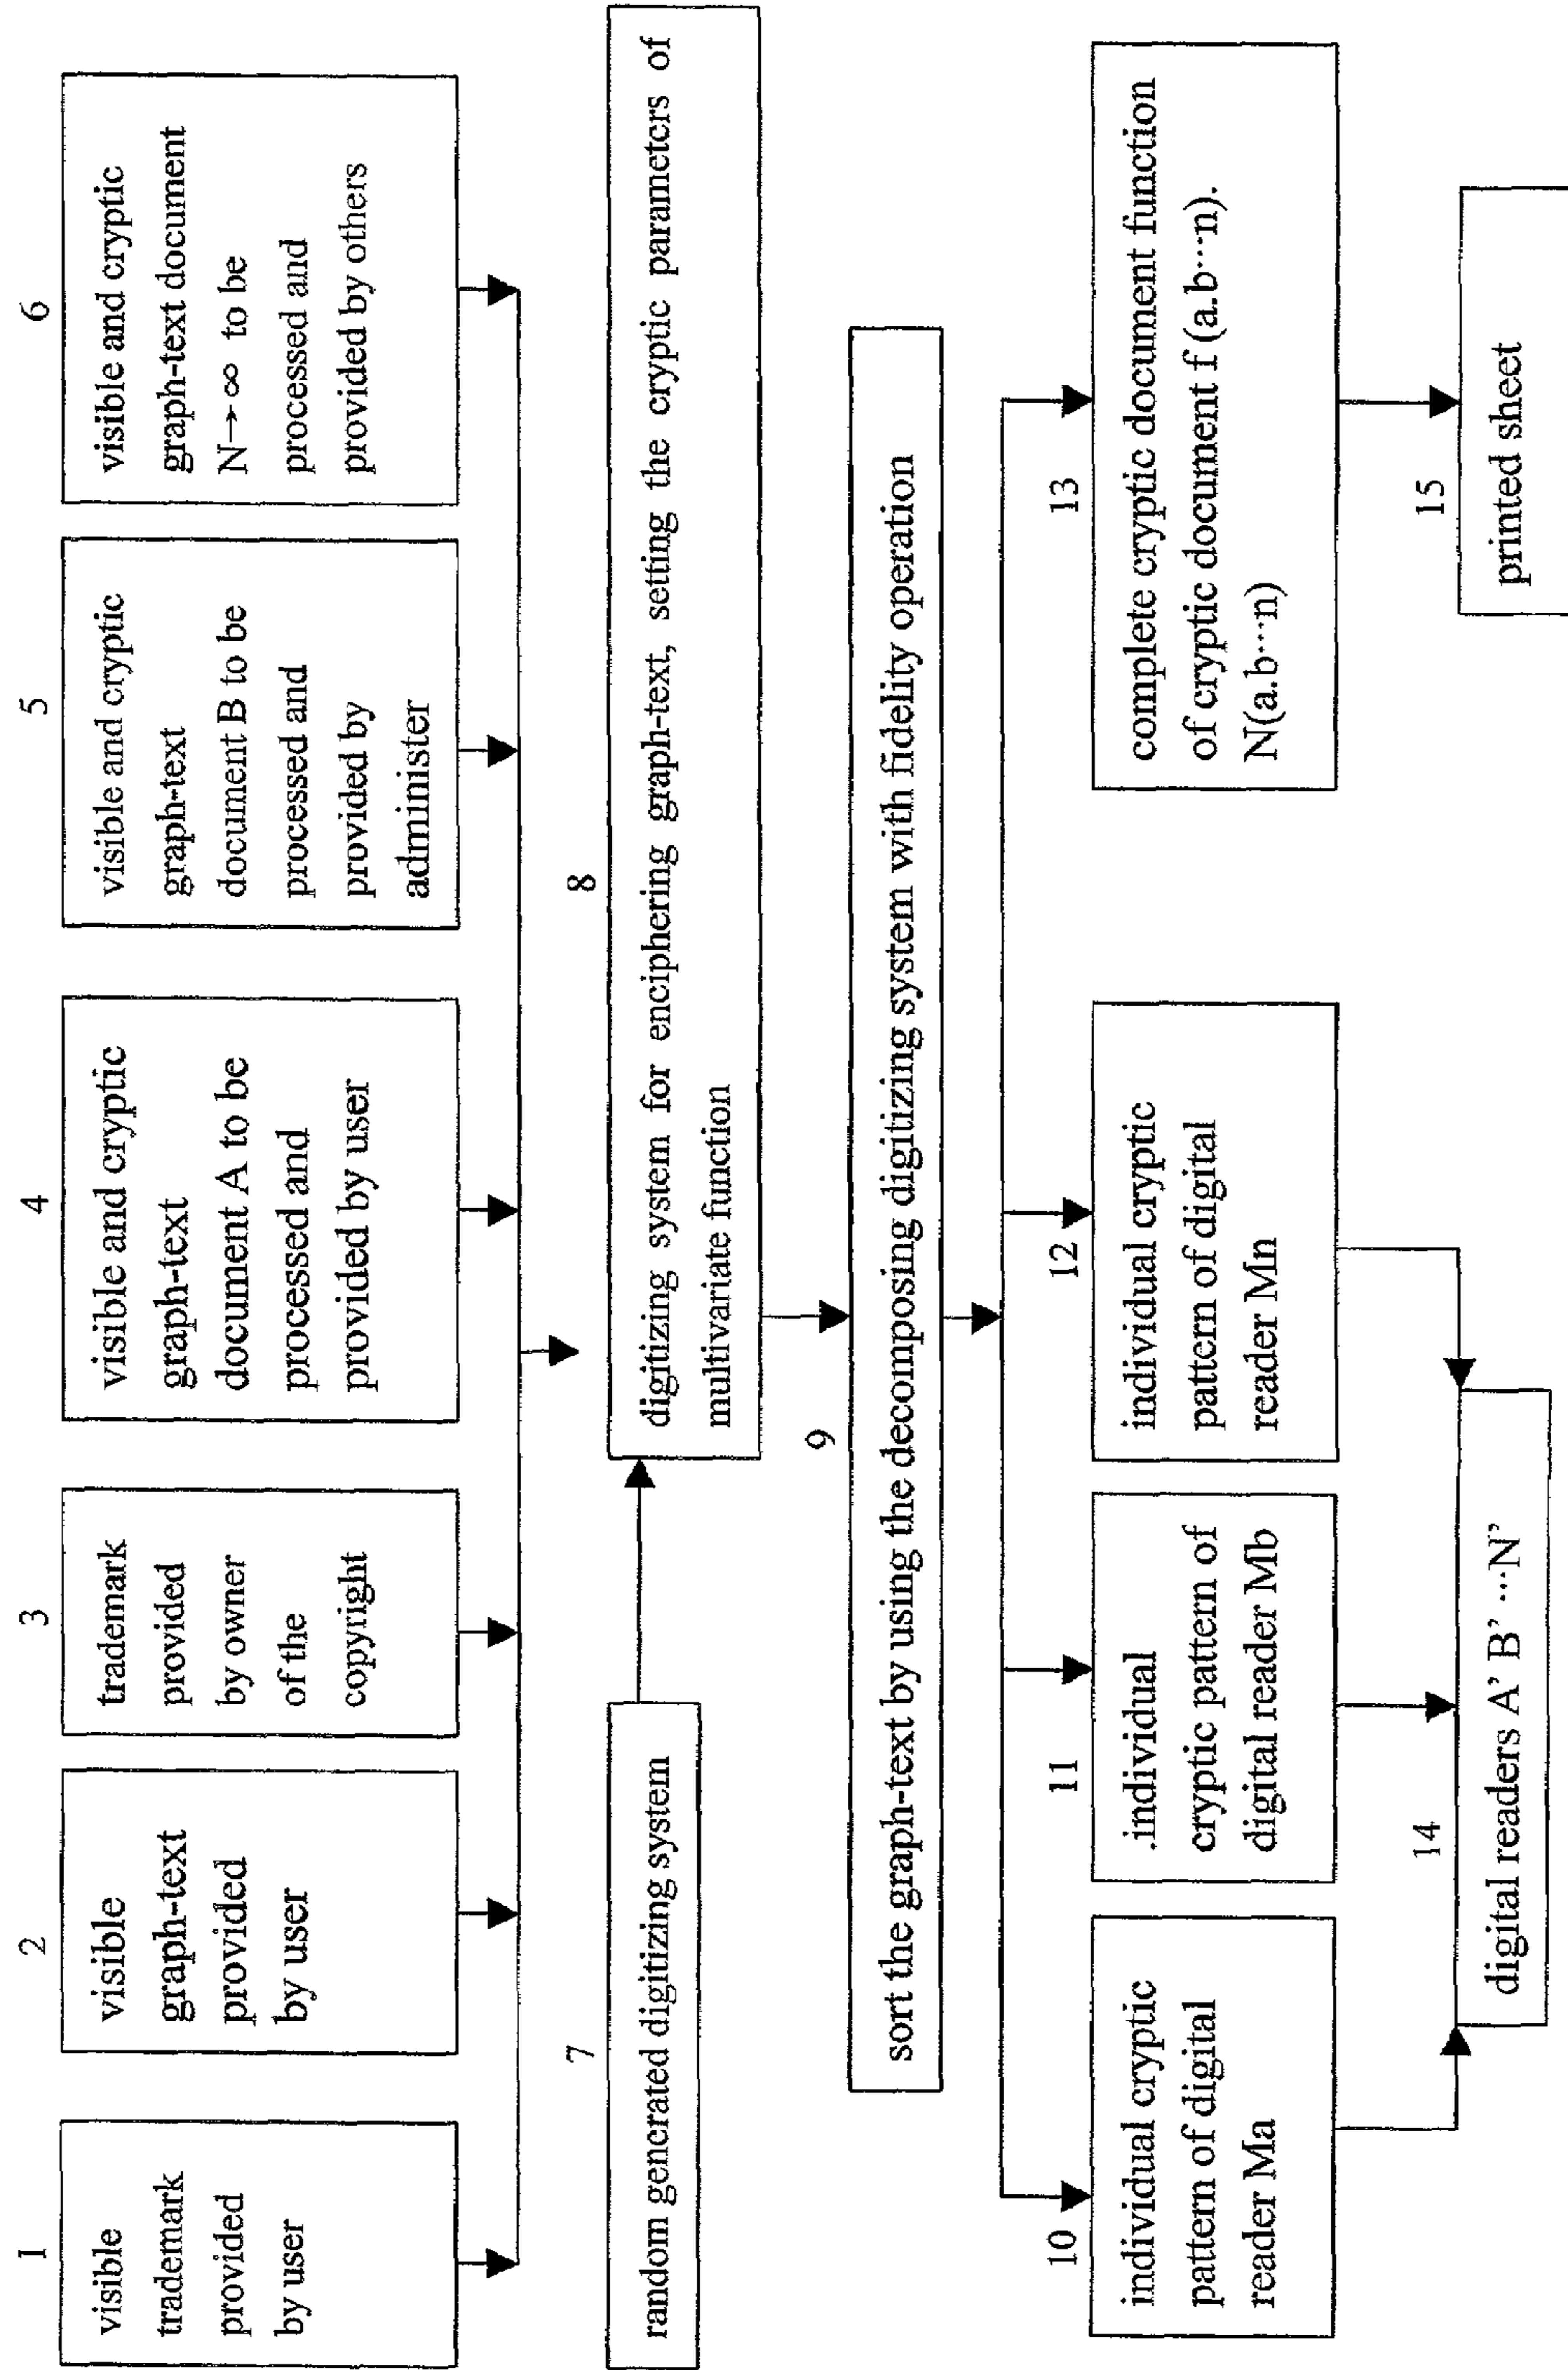 1
visible
trademark
provided
by user
2
visible
graph-text
provided
by user
3
trademark
provided
by owner
of the
copyright
4
visible and cryptic
graph-text
document A to be
processed and
provided by user
5
visible and cryptic
graph-text
document B to be
processed and
provided by
administer
6
visible and cryptic
graph-text document
N→∞ to be
processed and
provided by others
7
random generated digitizing system
8
digitizing system for enciphering graph-text, setting the cryptic parameters of
multivariate function
9
sort the graph-text by using the decomposing digitizing system with fidelity operation
10
individual cryptic
pattern of digital
reader Ma
11
.individual
cryptic pattern of
digital reader Mb
12
individual cryptic
pattern of digital
reader Mn
13
complete cryptic document function
of cryptic document f (a.b···n).
N(a.b···n)
14
digital readers A’ B’ ···N’
15
printed sheet